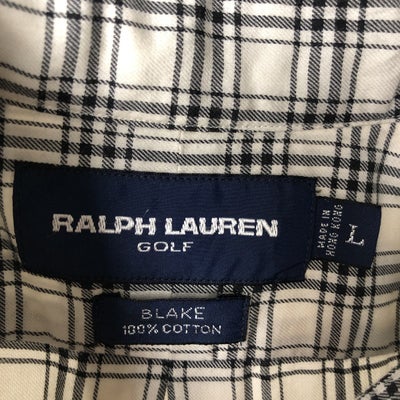 RALPH LAUREN
GOLF
MADE IN
HONG KONG
L
BLAKE
100% COTTON